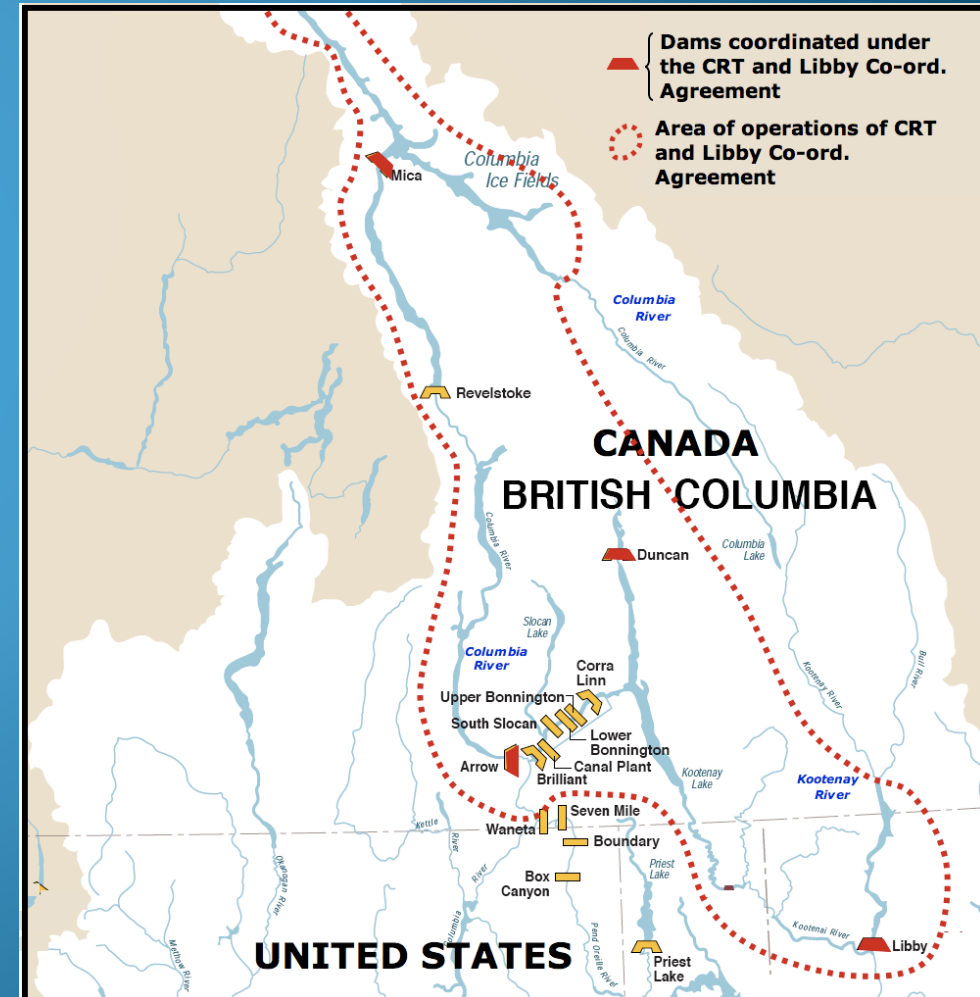 Dams coordinated under
the CRT and Libby Co-ord.
Agreement
Area of operations of CRT
and Libby Co-ord.
Agreement
Columbia
Ice Fields
Mica
Columbia
River
Columbia River
Revelstoke
CANADA
BRITISH COLUMBIA
Columbia River
Columbia
Lake
Duncan
Slocan
Lake
Columbia
River
Corra
Linn
Kootenay River
Bull River
Upper Bonnington
South Slocan
Lower
Bonnington
Arrow
Canal Plant
Brilliant
Kootenay
Lake
Kootenay
River
Seven Mile
Waneta
Kettle
River
Boundary
Priest
Lake
Box
Canyon
River
Okanagan River
Columbia
Pend Oreille River
Kootenai River
Methow River
UNITED STATES
Priest
Lake
Libby